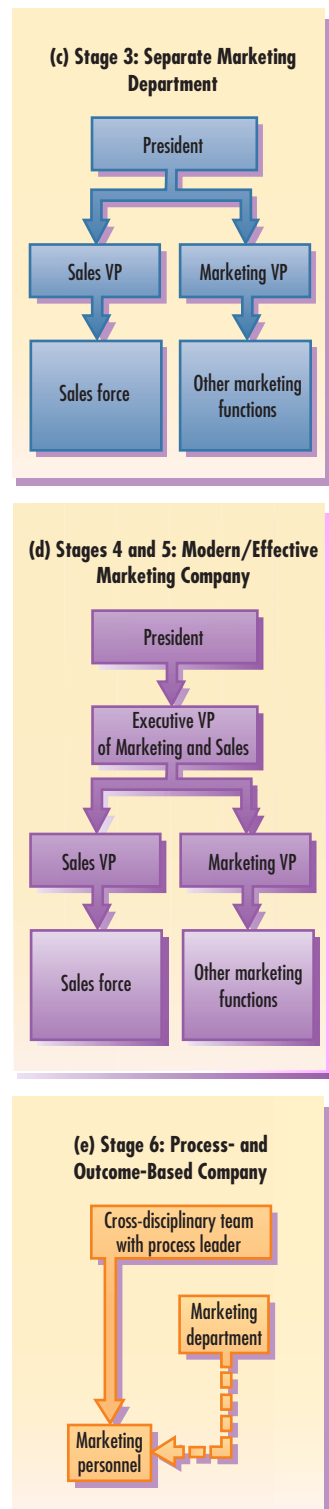 (c) Stage 3: Separate Marketing
Department
President
Sales VP
Marketing VP
Sales force
Other marketing
functions
(d) Stages 4 and 5: Modern/Effective
Marketing Company
President
Executive VP
of Marketing and Sales
Sales VP
Marketing VP
Sales force
Other marketing
functions
(e) Stage 6: Process- and
Outcome-Based Company
Cross-disciplinary team
with process leader
Marketing
department
Marketing
personnel